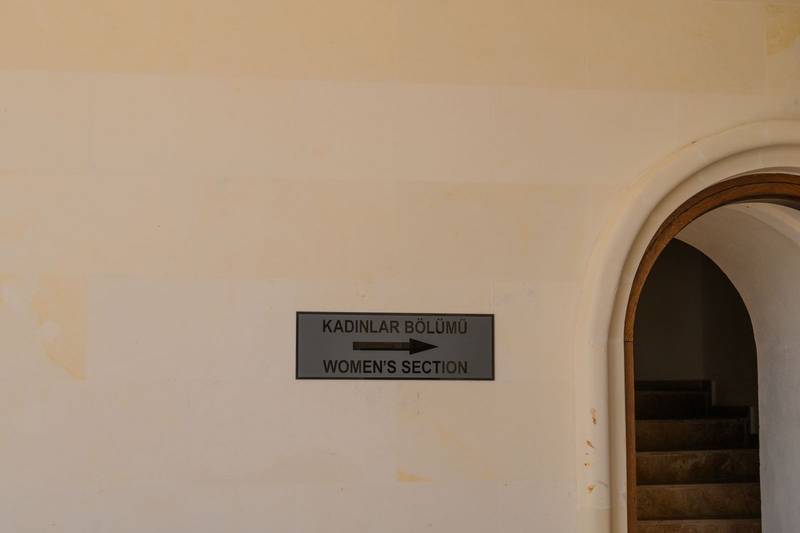 KADINLAR BÖLÜMÜ
WOMEN'S SECTION